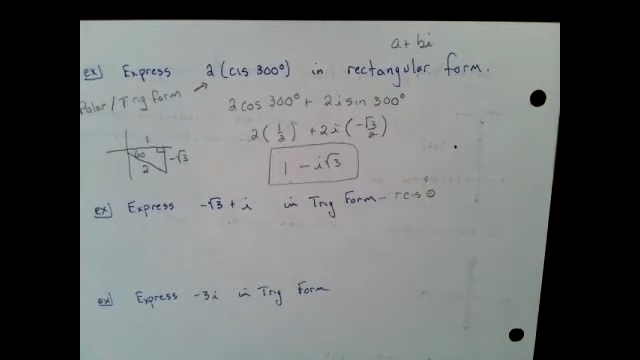 a + bi
ex) Express 2(cis 300°) in rectangular form.
Polar/Trig form
2cos 300° + 2i sin 300°
2(1/2) + 2i(-√3/2)
1 - i√3
1
60
-√3
2
ex) Express -√3 + i in Trig Form - r cis θ
ex) Express -3i in Trig Form